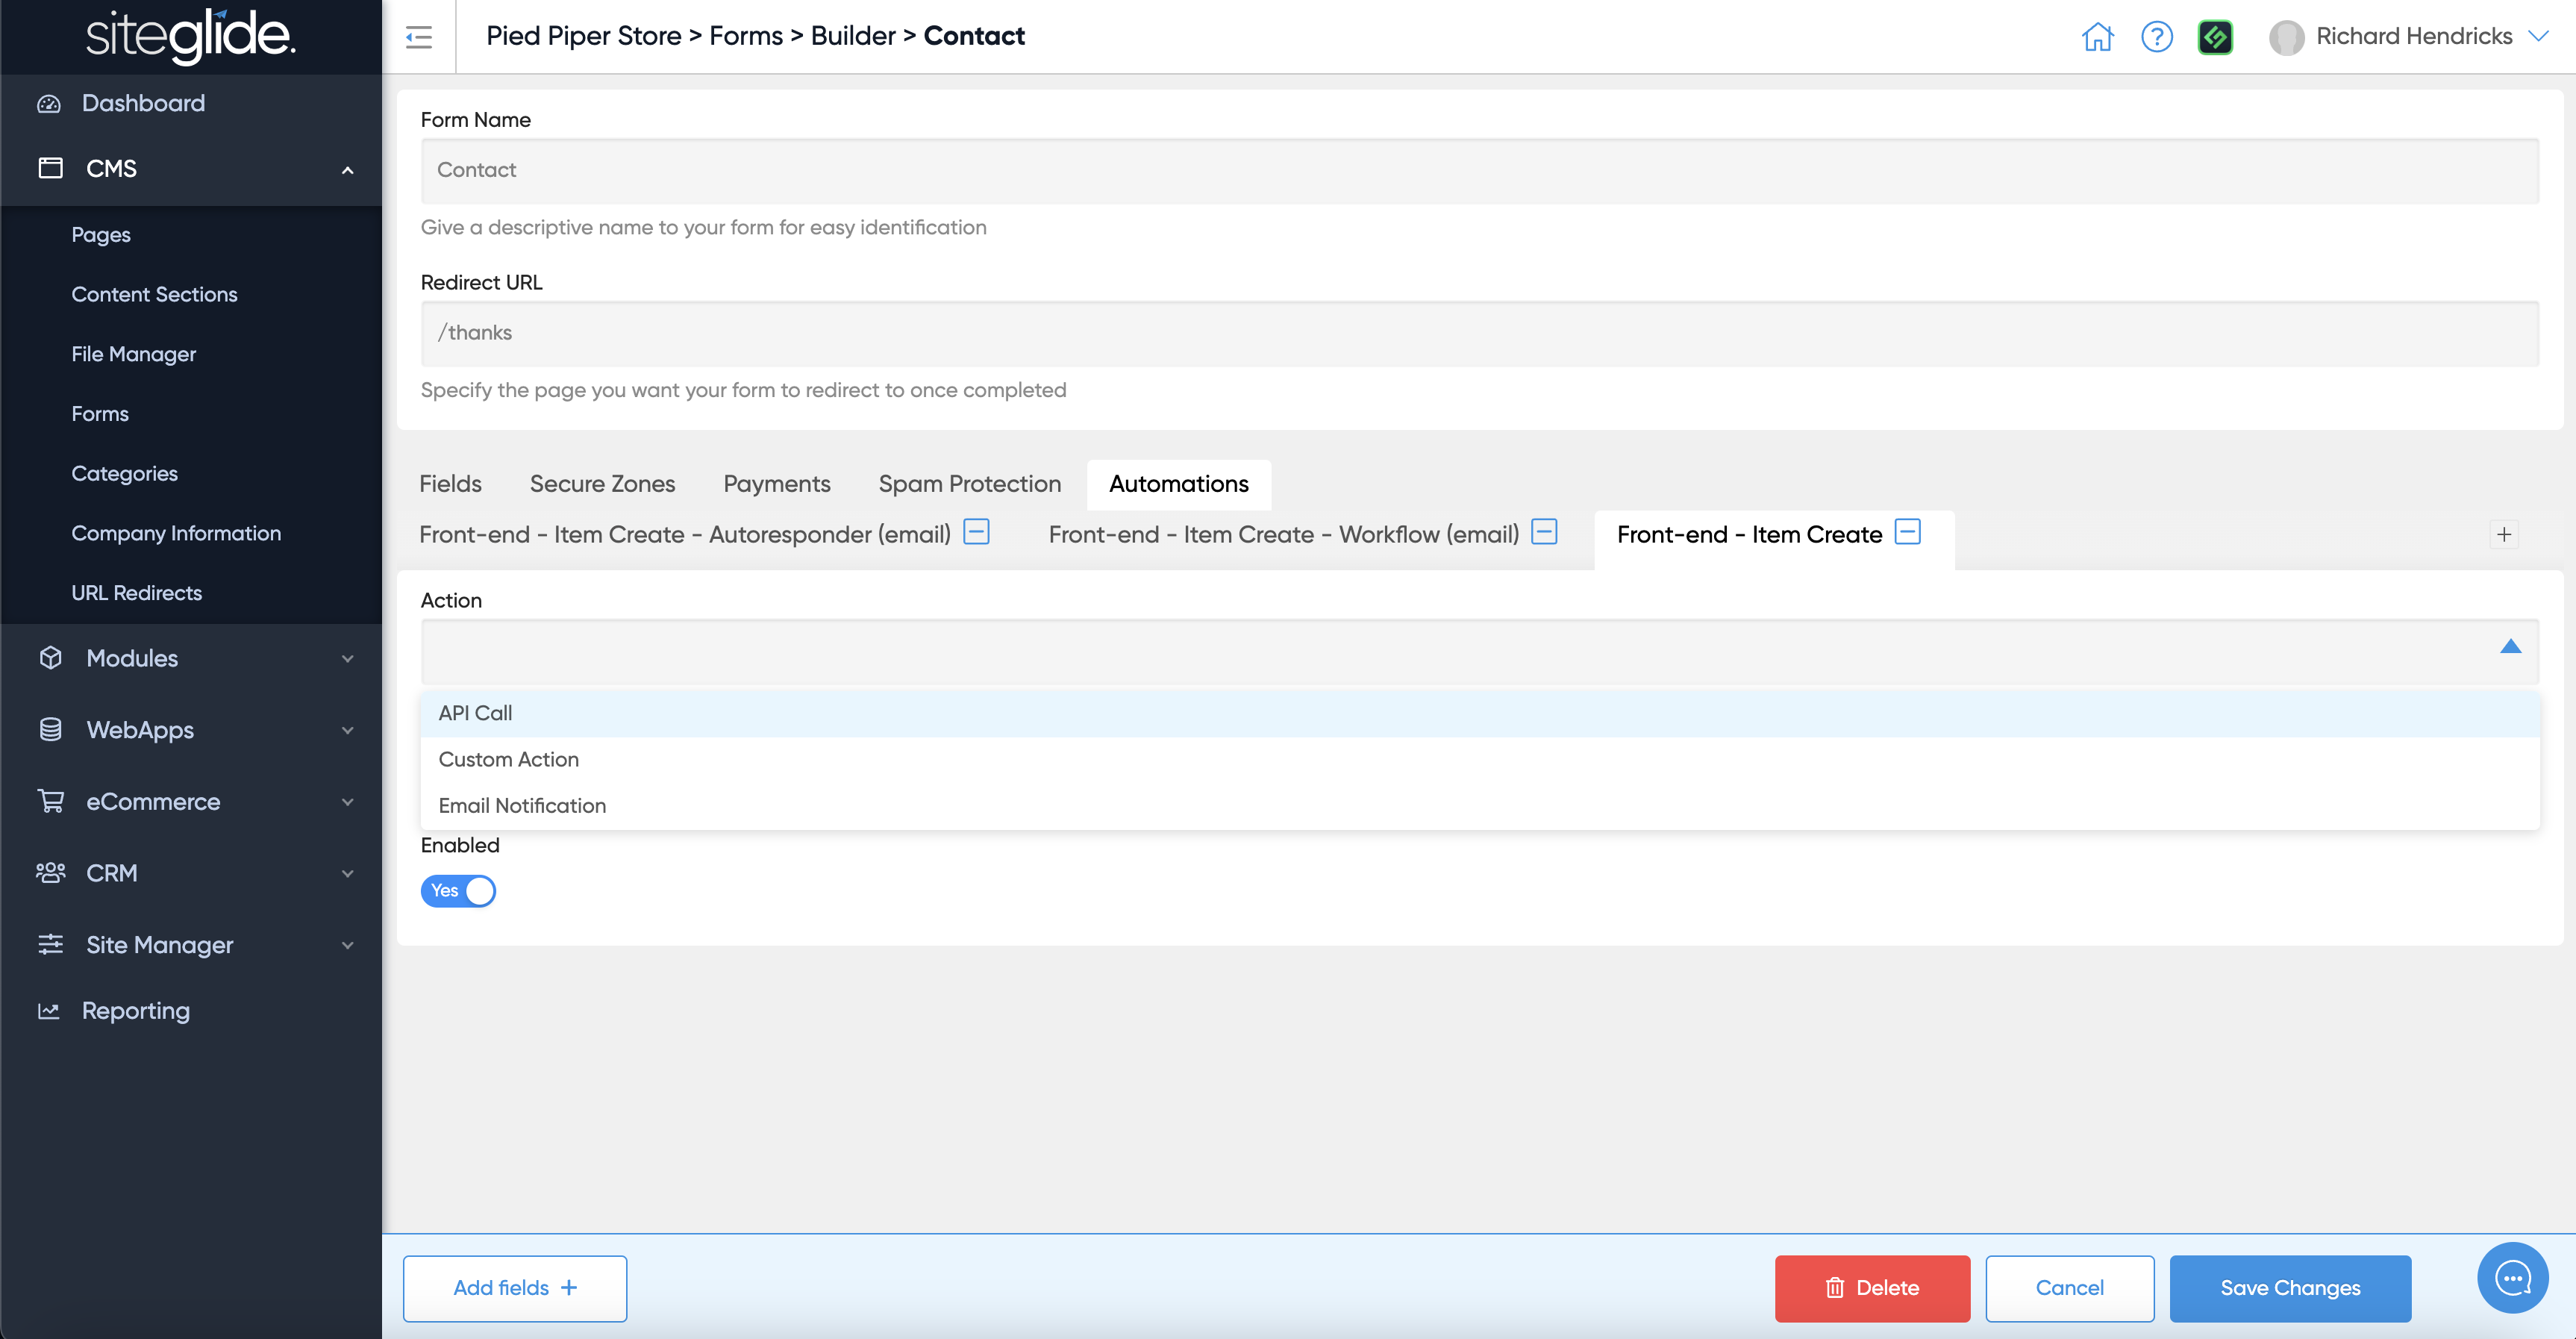 siteglide.
Pied Piper Store > Forms > Builder > Contact
Richard Hendricks
Dashboard
CMS
Pages
Content Sections
File Manager
Forms
Categories
Company Information
URL Redirects
Modules
WebApps
eCommerce
CRM
Site Manager
Reporting
Form Name
Contact
Give a descriptive name to your form for easy identification
Redirect URL
/thanks
Specify the page you want your form to redirect to once completed
Fields Secure Zones Payments Spam Protection Automations
Front-end - Item Create - Autoresponder (email) Front-end - Item Create - Workflow (email) Front-end - Item Create +
Action
API Call
Custom Action
Email Notification
Enabled
Yes
Add fields + Delete Cancel Save Changes